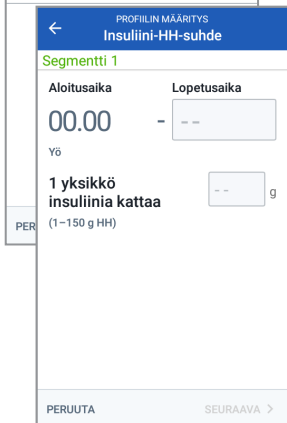 PROFIILIN MÄÄRITYS
Insuliini-HH-suhde
Segmentti 1
Aloitusaika Lopetusaika
00.00 - --
Yö
1 yksikkö
insuliinia kattaa -- g
(1–150 g HH)
PER
PERUUTA SEURAAVA >